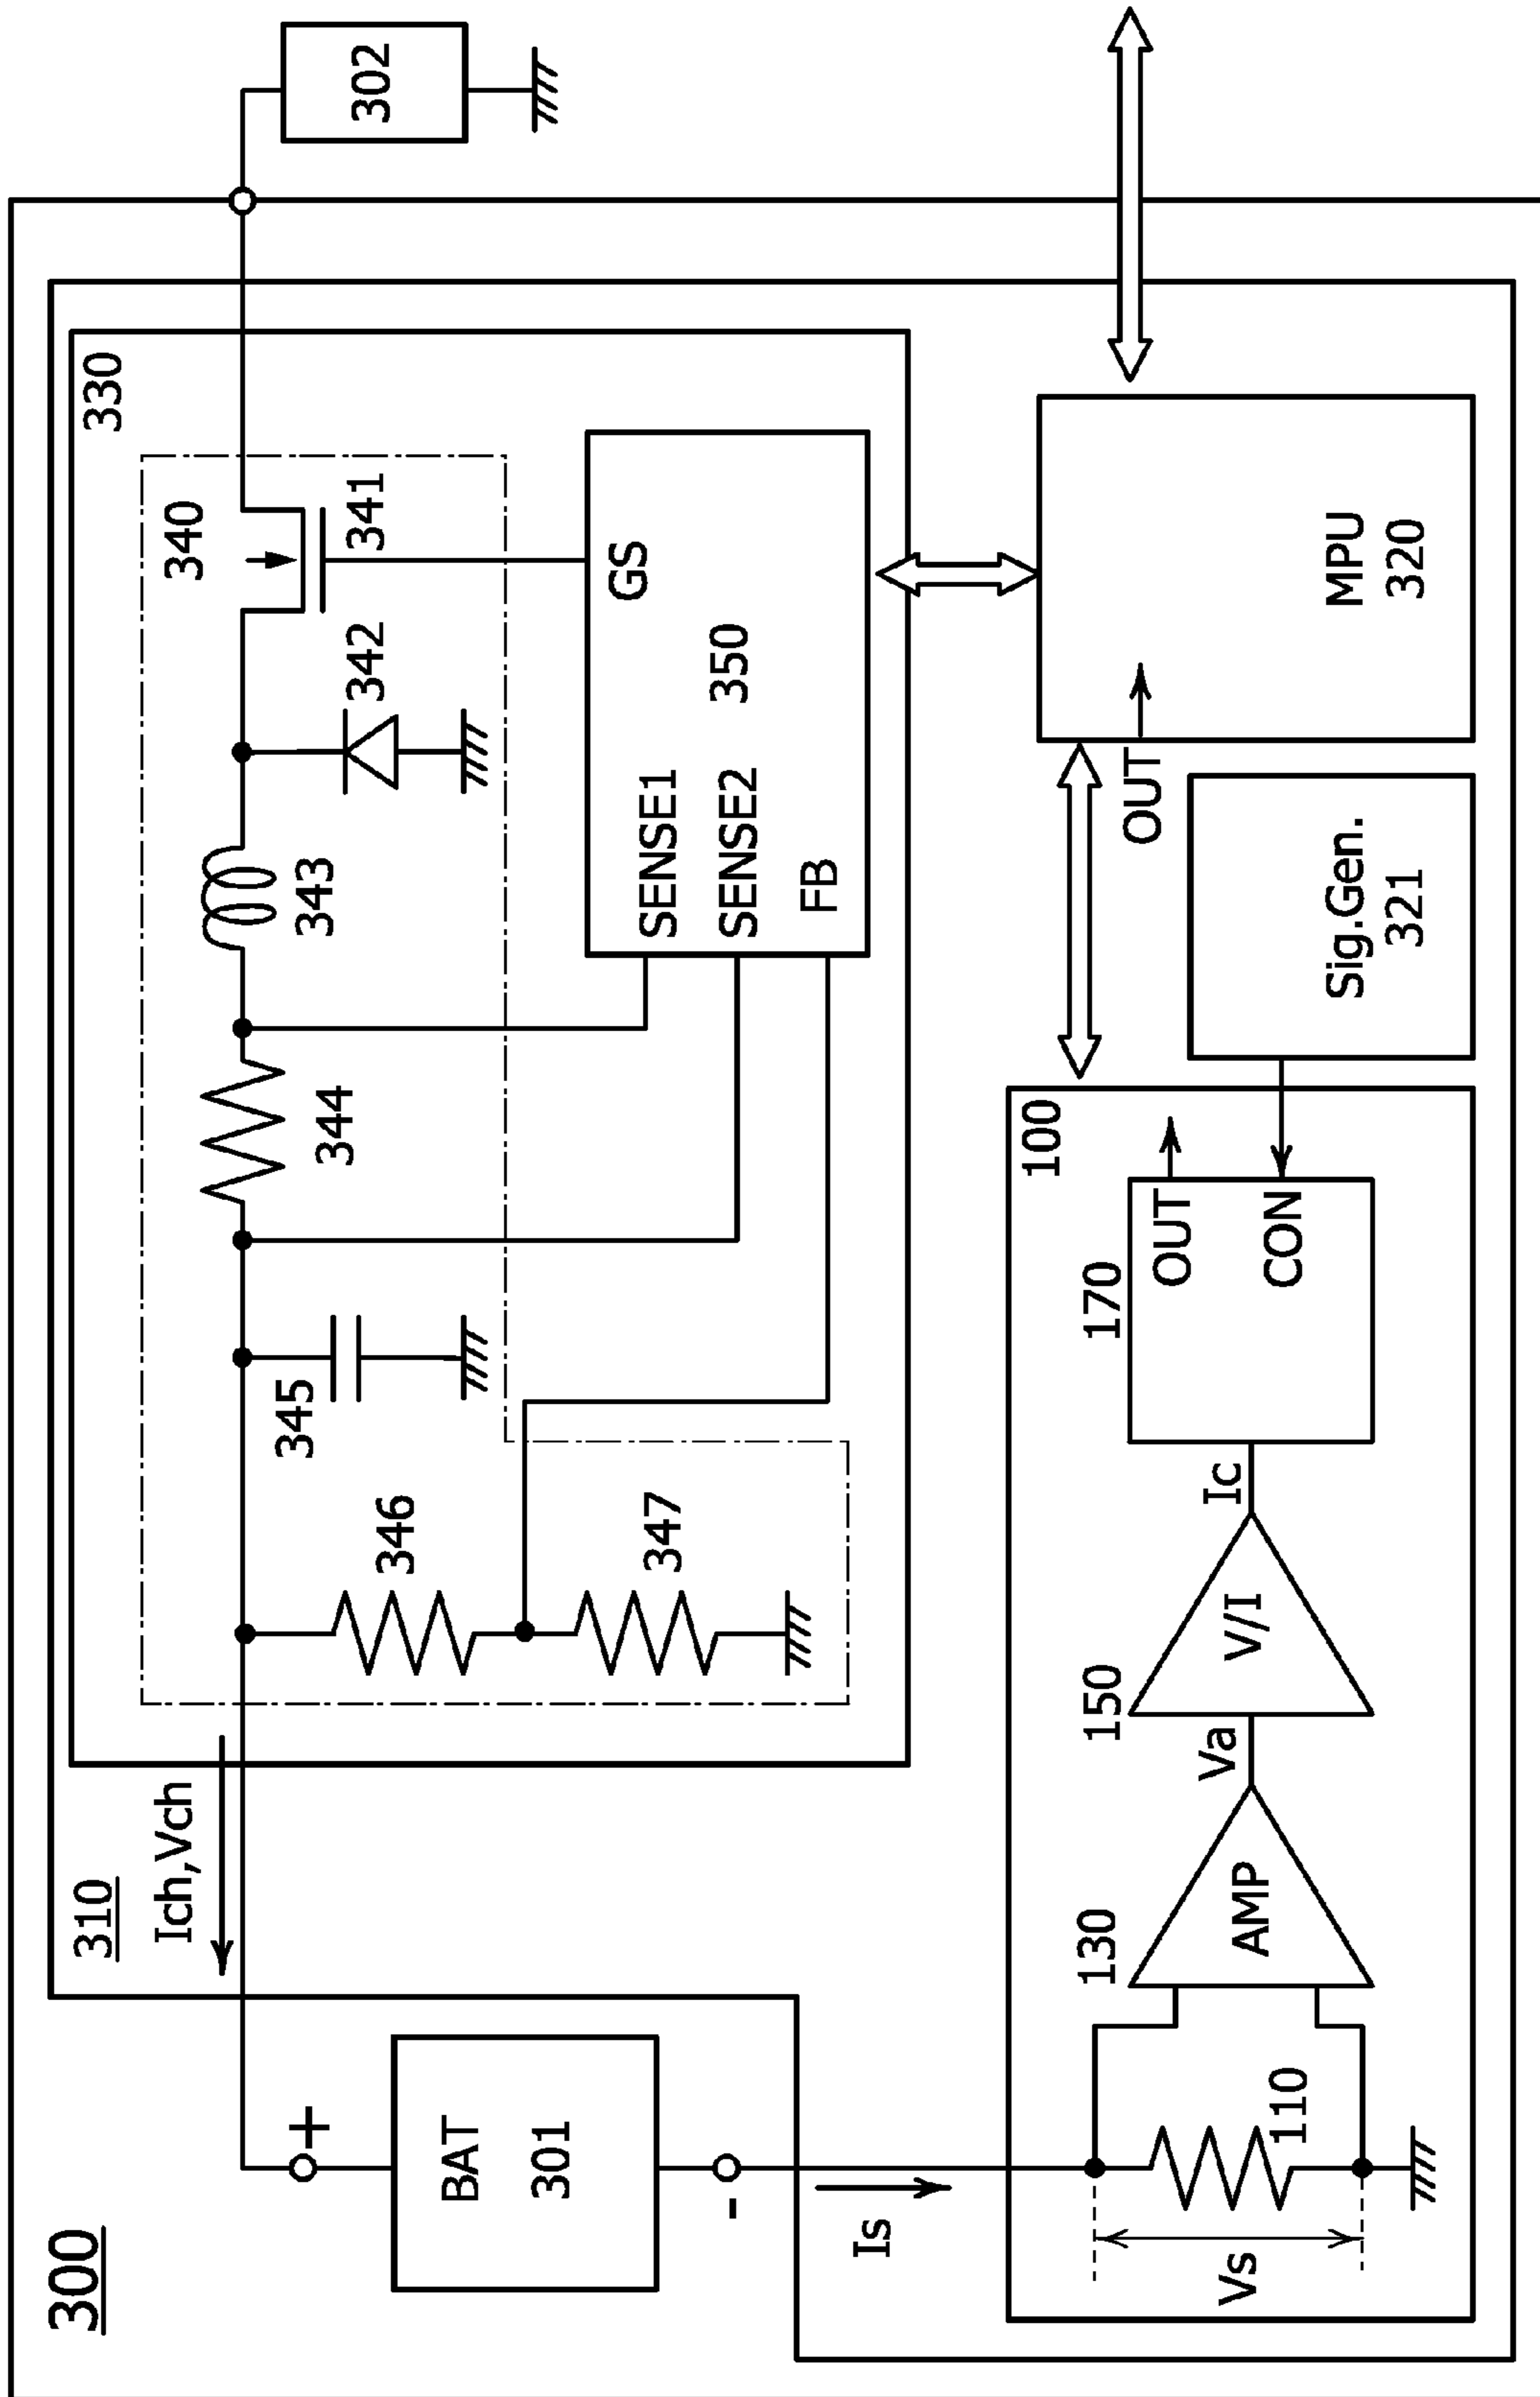 300
310
Ich,Vch
330
340
341
342
343
344
345
346
347
302
GS
350
SENSE1
SENSE2
FB
+
BAT
301
-
Is
Vs
110
130
AMP
Va
150
V/I
Ic
170
OUT
CON
100
OUT
Sig.Gen.
321
MPU
320